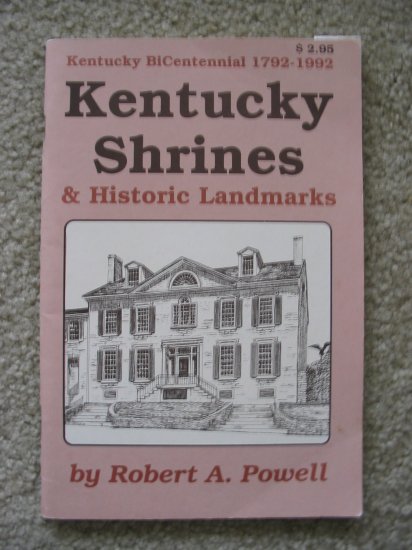 $ 2.95
Kentucky BiCentennial 1792-1992
Kentucky
Shrines
& Historic Landmarks
by Robert A. Powell